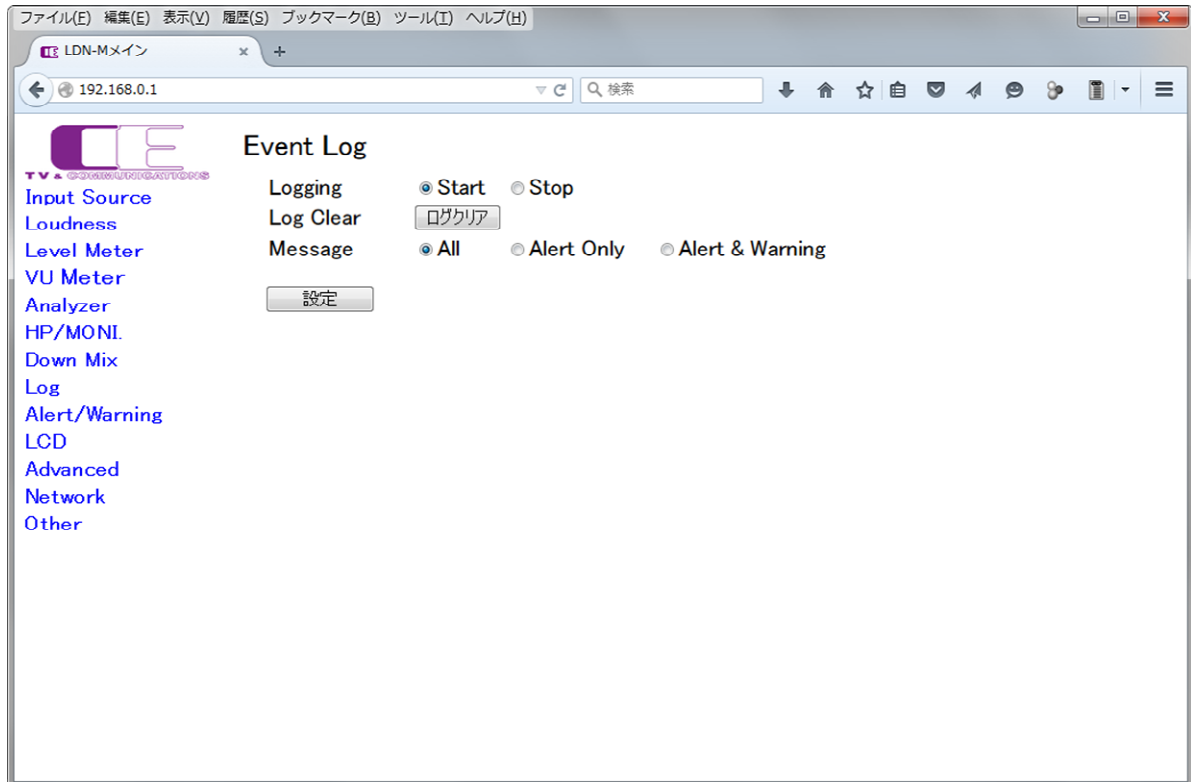 ファイル(F) 編集(E) 表示(V) 履歴(S) ブックマーク(B) ツール(T) ヘルプ(H)
LDN-Mメイン
192.168.0.1
検索
CE
TV & COMMUNICATIONS
Input Source
Loudness
Level Meter
VU Meter
Analyzer
HP/MONI.
Down Mix
Log
Alert/Warning
LCD
Advanced
Network
Other
Event Log
Logging Start Stop
Log Clear ログクリア
Message All Alert Only Alert & Warning
設定